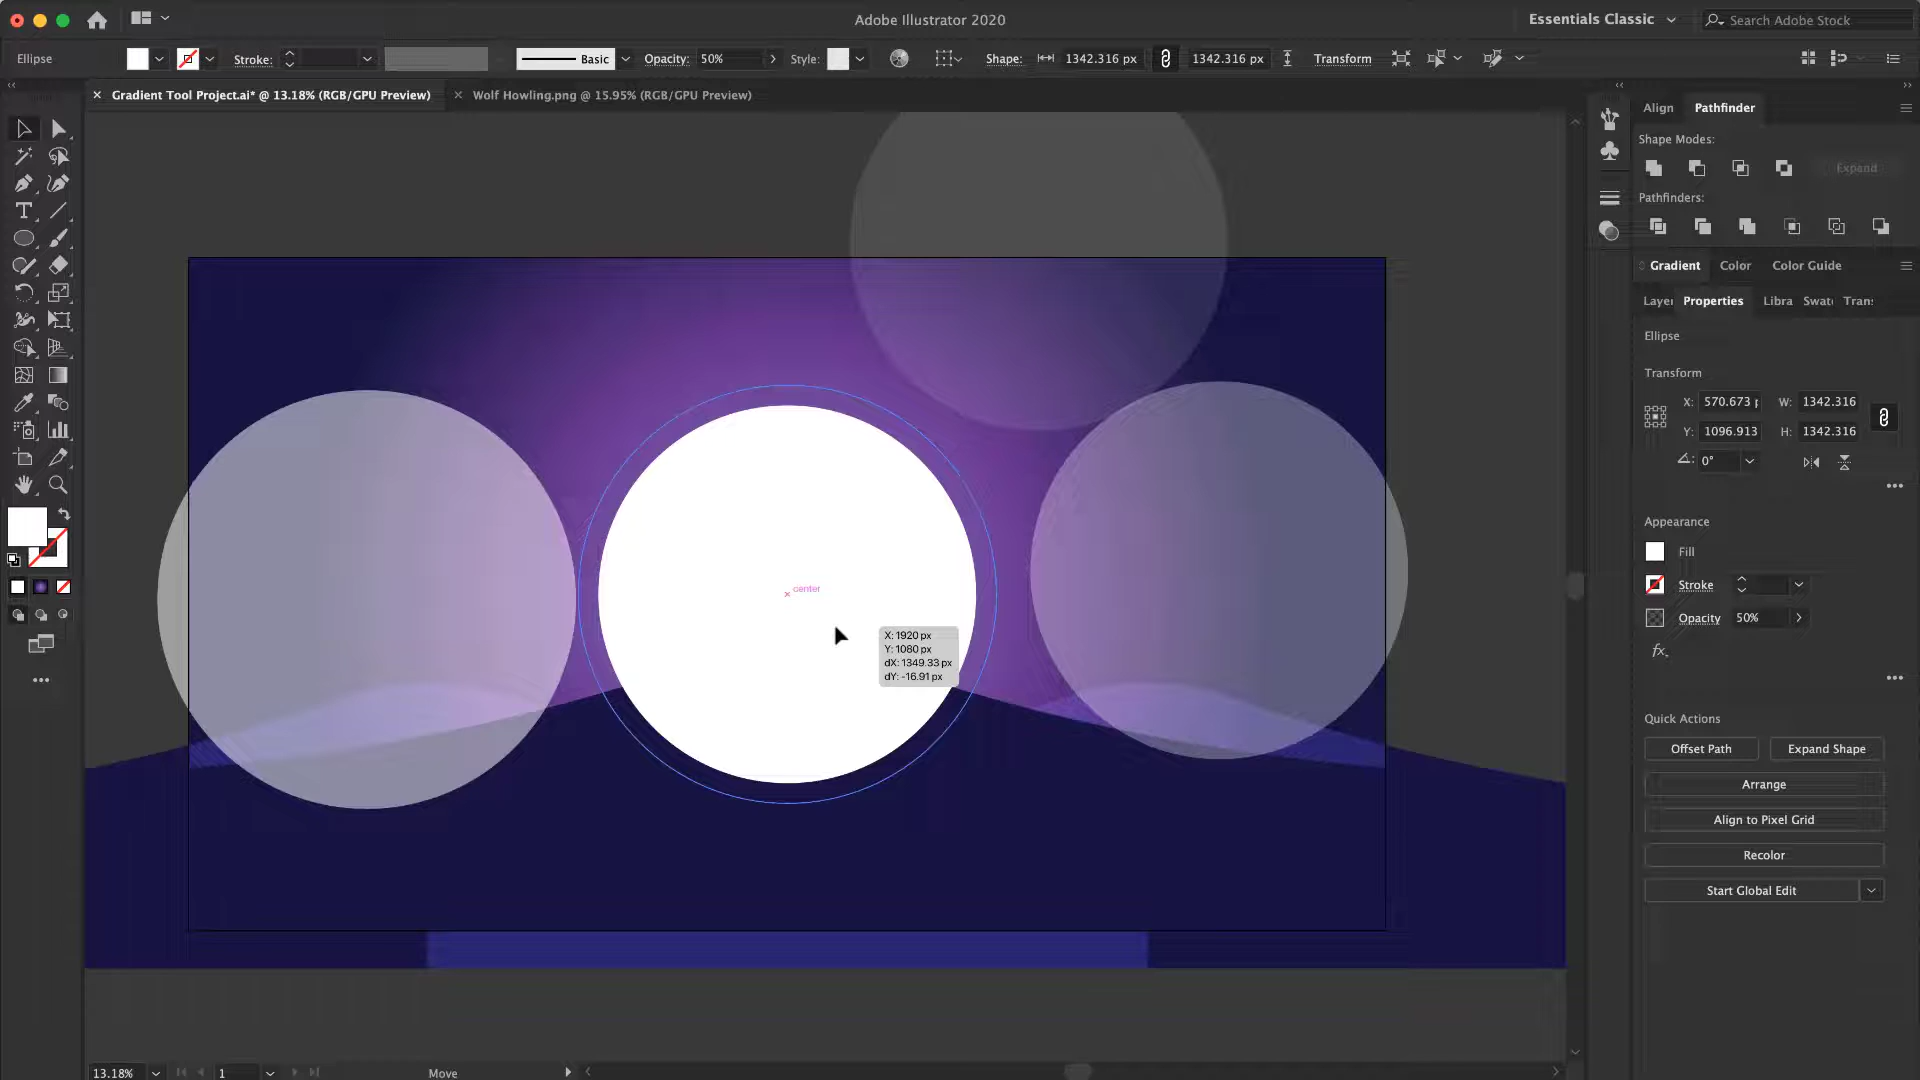 Adobe Illustrator 2020
Essentials Classic
Search Adobe Stock
Ellipse
Stroke:
Basic
Opacity: 50%
Style:
Shape:
1342.316 px
1342.316 px
Transform
Gradient Tool Project.ai* @ 13.18% (RGB/GPU Preview)
Wolf Howling.png @ 15.95% (RGB/GPU Preview)
Align
Pathfinder
Shape Modes:
Expand
Pathfinders:
Gradient
Color
Color Guide
Layer
Properties
Libra
Swat
Trans
Ellipse
Transform
X: 570.673 p
W: 1342.316
Y: 1096.913
H: 1342.316
0°
Appearance
Fill
Stroke
Opacity 50%
fx
Quick Actions
Offset Path
Expand Shape
Arrange
Align to Pixel Grid
Recolor
Start Global Edit
center
X: 1920 px
Y: 1080 px
dX: 1349.33 px
dY: -16.91 px
13.18%
1
Move